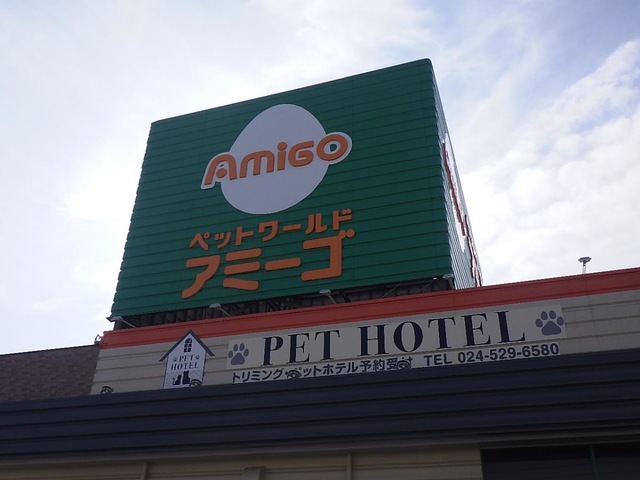 AMIGO
ペットワールド
アミーゴ
PET HOTEL
PET
HOTEL
トリミング・ペットホテル予約受付 TEL 024-529-6580